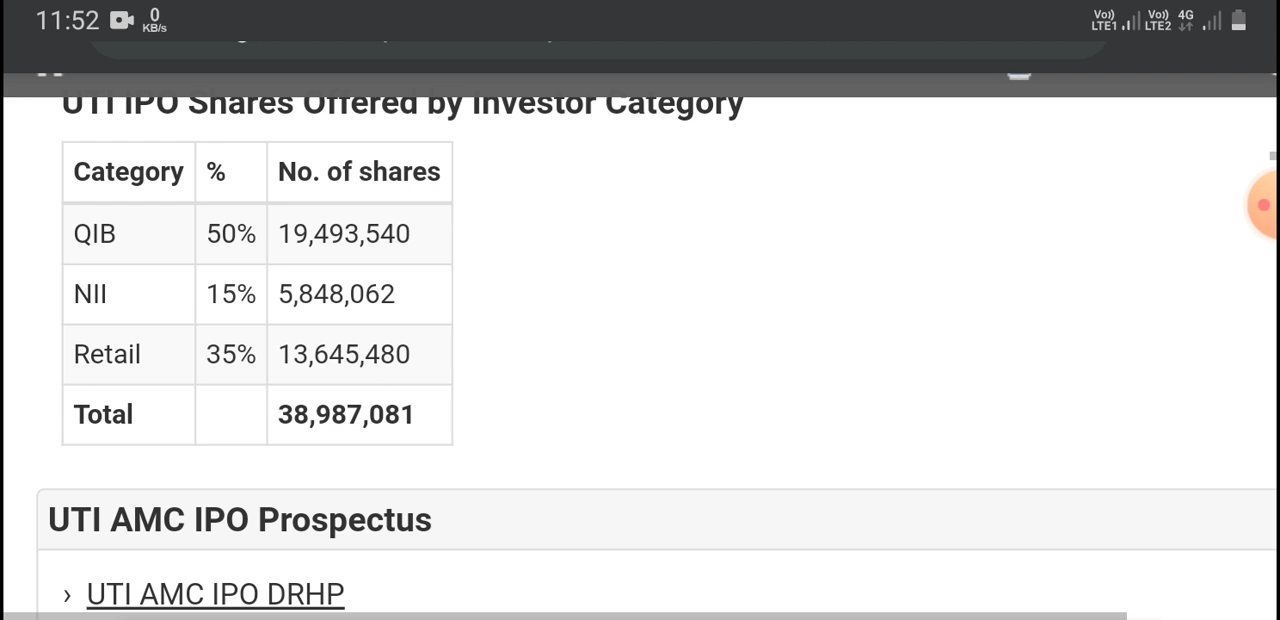 11:52 0 KB/s Vo) LTE1 Vo) LTE2 4G
UTI IPO Shares Offered by Investor Category
Category % No. of shares
QIB 50% 19,493,540
NII 15% 5,848,062
Retail 35% 13,645,480
Total 38,987,081
UTI AMC IPO Prospectus
› UTI AMC IPO DRHP